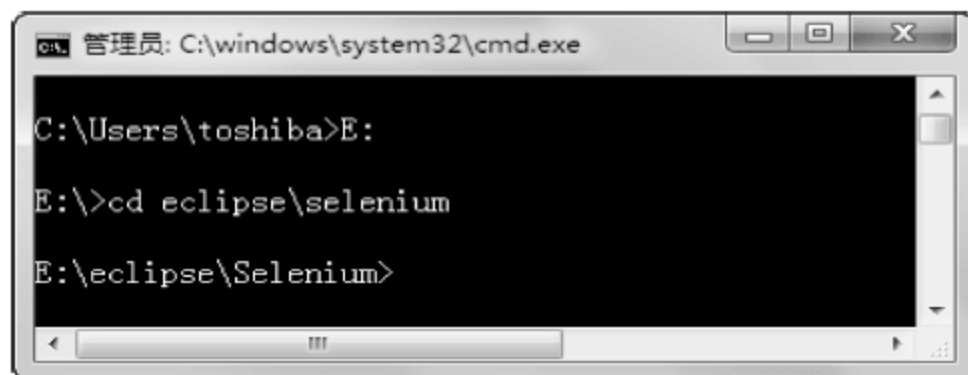 管理员: C:\windows\system32\cmd.exe
C:\Users\toshiba>E:
E:\>cd eclipse\selenium
E:\eclipse\Selenium>